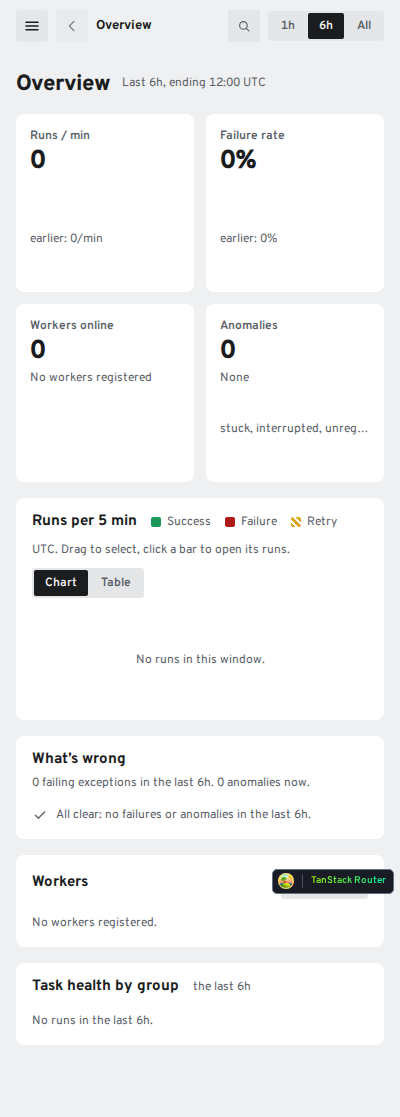 Overview
1h
6h
All
Overview
Last 6h, ending 12:00 UTC
Runs / min
0
earlier: 0/min
Failure rate
0%
earlier: 0%
Workers online
0
No workers registered
Anomalies
0
None
stuck, interrupted, unreg…
Runs per 5 min
Success
Failure
Retry
UTC. Drag to select, click a bar to open its runs.
Chart
Table
No runs in this window.
What’s wrong
0 failing exceptions in the last 6h. 0 anomalies now.
All clear: no failures or anomalies in the last 6h.
Workers
TanStack Router
No workers registered.
Task health by group
the last 6h
No runs in the last 6h.